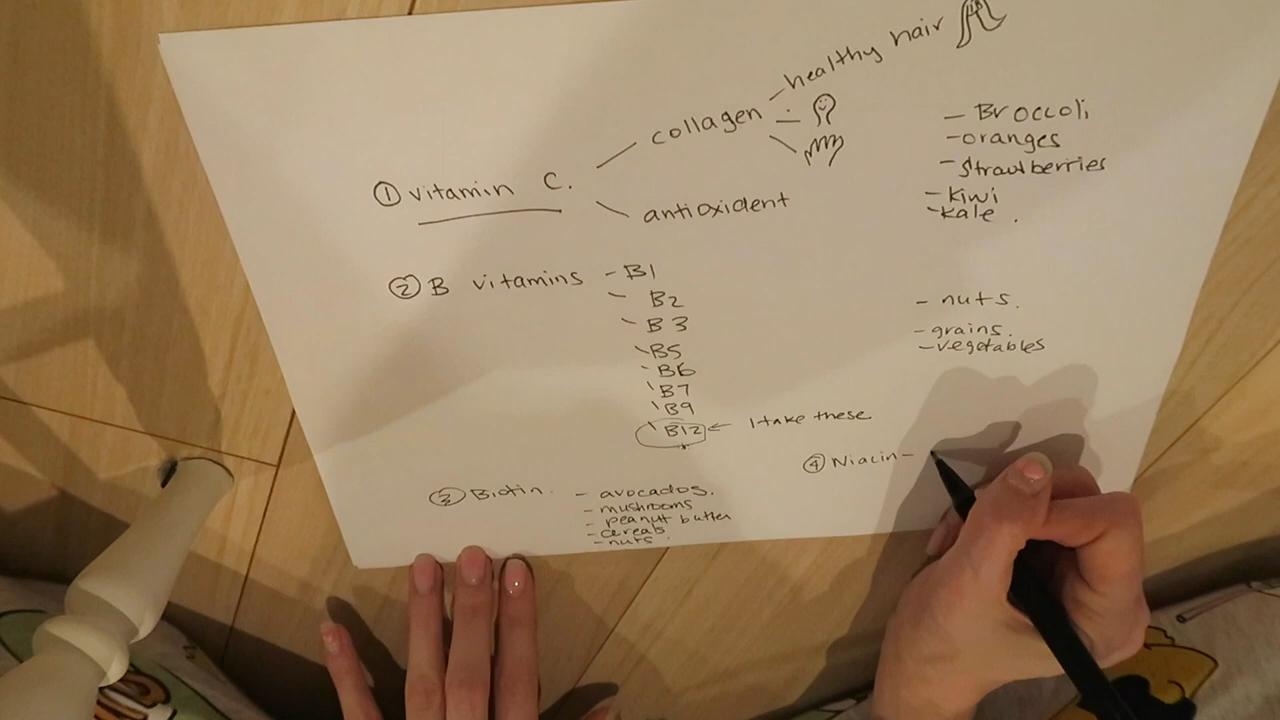 healthy hair
collagen
① vitamin C.
antioxident
- Broccoli
- oranges
- strawberries
- kiwi
- kale .
② B vitamins - B1
- B2
- B3
- B5
- B6
- B7
- B9
- B12 ← I take these
- nuts.
- grains.
- vegetables
③ Biotin. - avocados.
- mushrooms
- peanut butter
- cereals
- nuts.
④ Niacin -